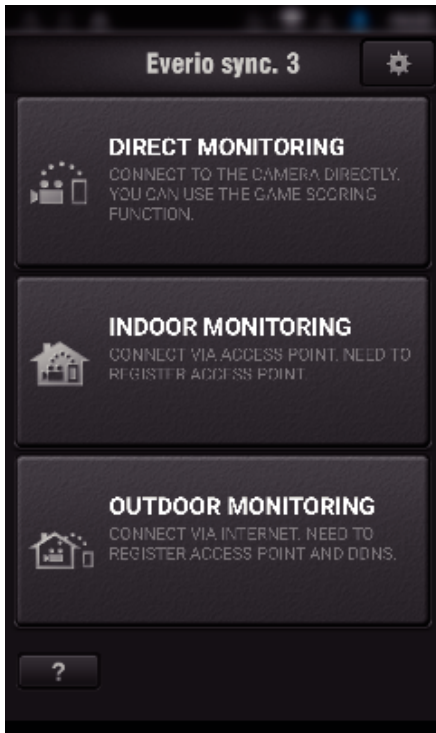 Everio sync. 3
DIRECT MONITORING
CONNECT TO THE CAMERA DIRECTLY.
YOU CAN USE THE GAME SCORING
FUNCTION.
INDOOR MONITORING
CONNECT VIA ACCESS POINT. NEED TO
REGISTER ACCESS POINT.
OUTDOOR MONITORING
CONNECT VIA INTERNET. NEED TO
REGISTER ACCESS POINT AND DDNS.
?